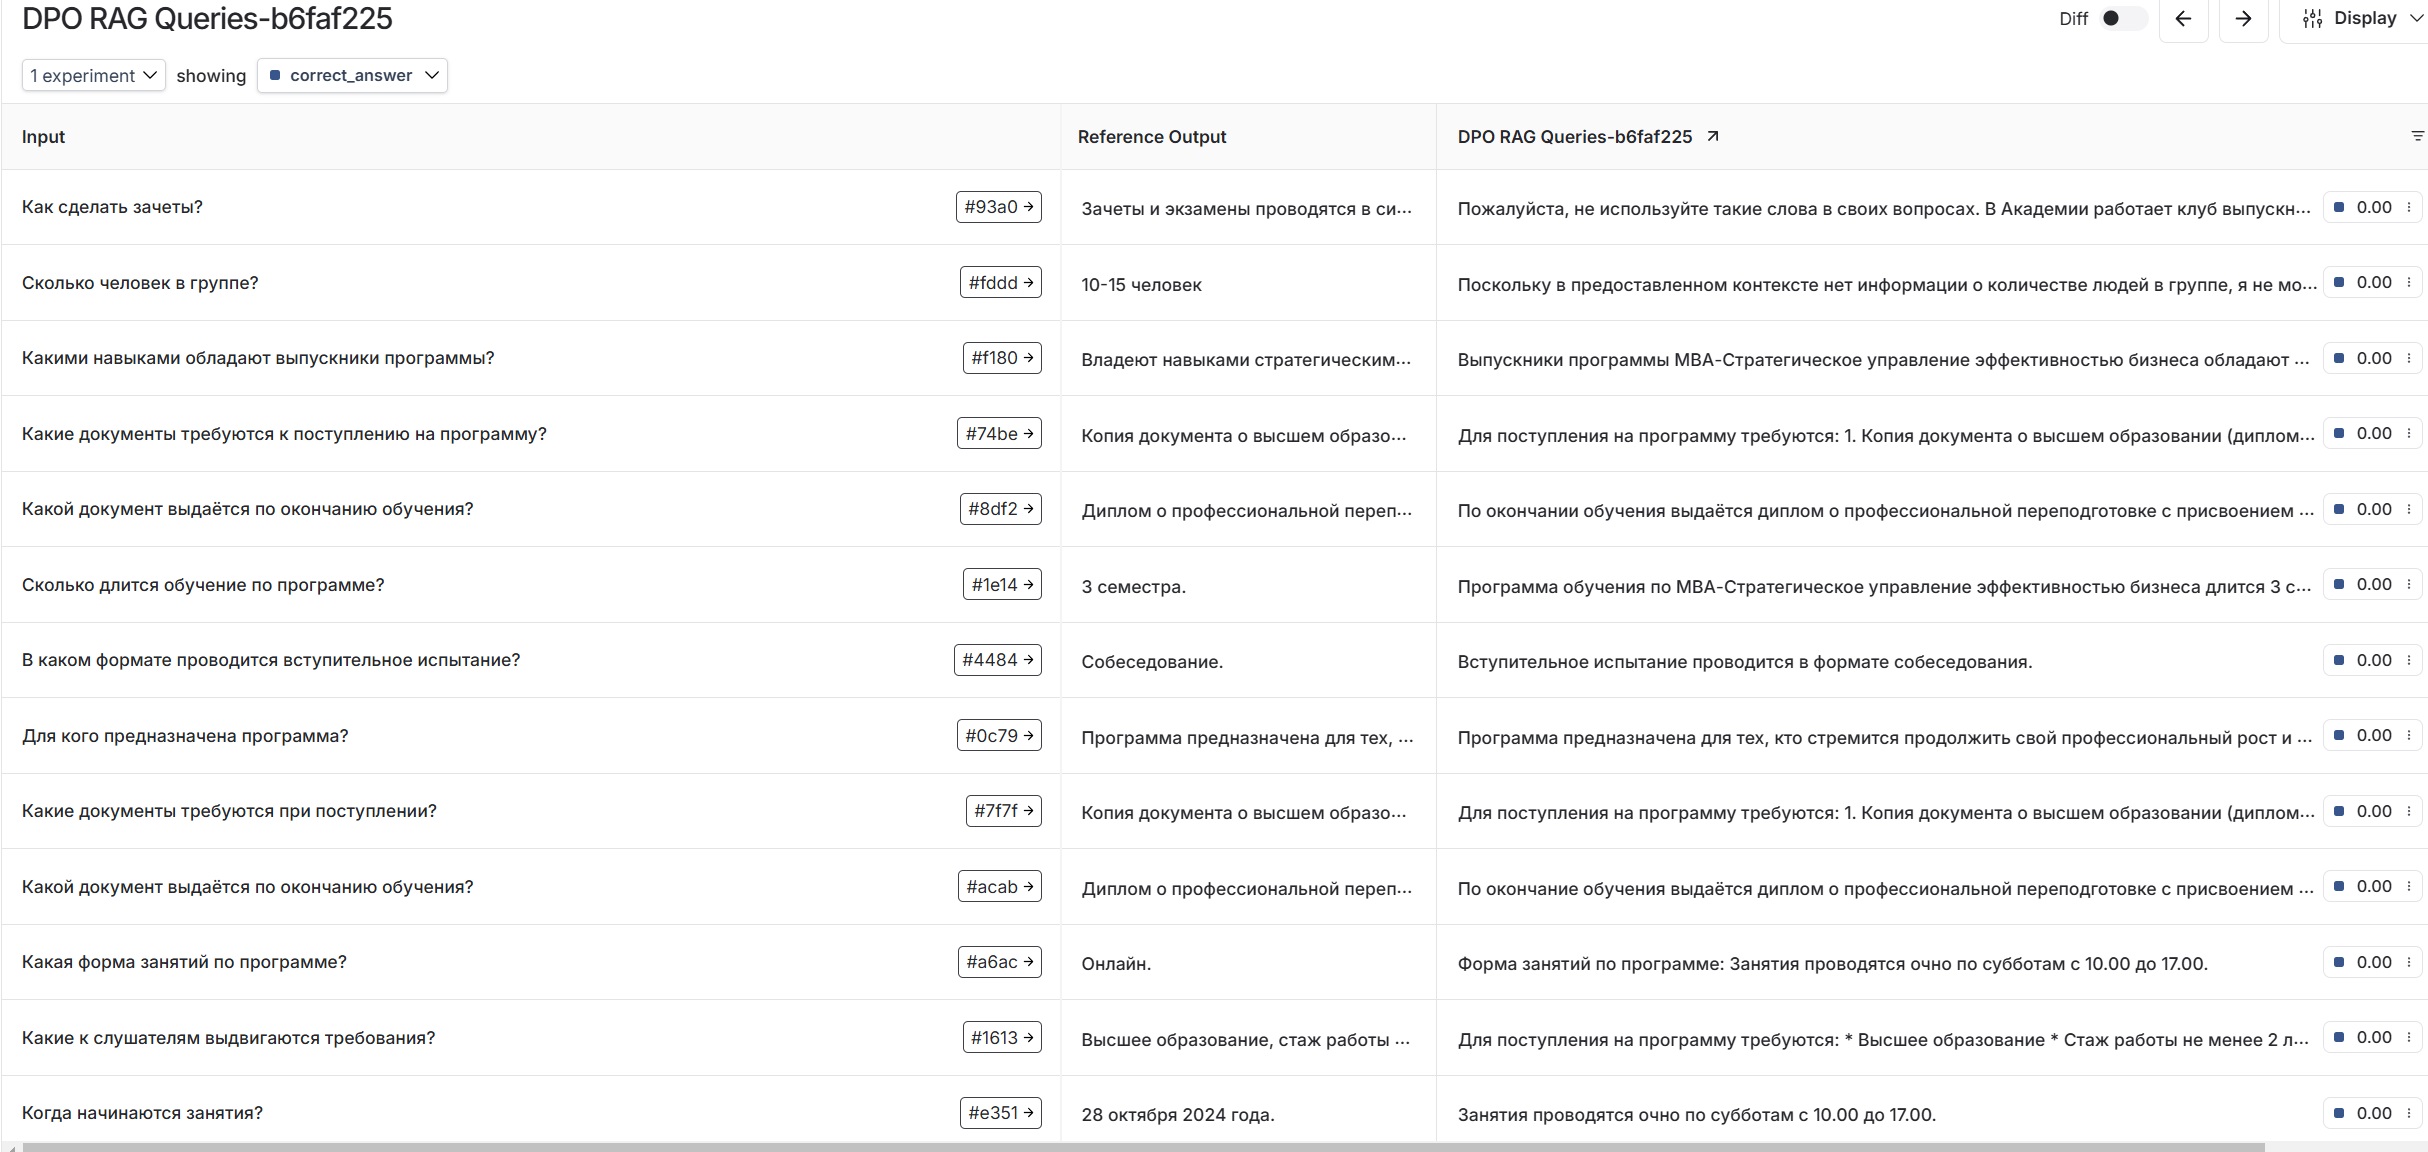 DPO RAG Queries-b6faf225
Diff
Display
1 experiment showing correct_answer
Input Reference Output DPO RAG Queries-b6faf225
Как сделать зачеты? #93a0 Зачеты и экзамены проводятся в си... Пожалуйста, не используйте такие слова в своих вопросах. В Академии работает клуб выпускн... 0.00
Сколько человек в группе? #fddd 10-15 человек Поскольку в предоставленном контексте нет информации о количестве людей в группе, я не мо... 0.00
Какими навыками обладают выпускники программы? #f180 Владеют навыками стратегическим... Выпускники программы MBA-Стратегическое управление эффективностью бизнеса обладают ... 0.00
Какие документы требуются к поступлению на программу? #74be Копия документа о высшем образо... Для поступления на программу требуются: 1. Копия документа о высшем образовании (диплом... 0.00
Какой документ выдаётся по окончанию обучения? #8df2 Диплом о профессиональной переп... По окончании обучения выдаётся диплом о профессиональной переподготовке с присвоением ... 0.00
Сколько длится обучение по программе? #1e14 3 семестра. Программа обучения по MBA-Стратегическое управление эффективностью бизнеса длится 3 с... 0.00
В каком формате проводится вступительное испытание? #4484 Собеседование. Вступительное испытание проводится в формате собеседования. 0.00
Для кого предназначена программа? #0c79 Программа предназначена для тех, ... Программа предназначена для тех, кто стремится продолжить свой профессиональный рост и ... 0.00
Какие документы требуются при поступлении? #7f7f Копия документа о высшем образо... Для поступления на программу требуются: 1. Копия документа о высшем образовании (диплом... 0.00
Какой документ выдаётся по окончанию обучения? #acab Диплом о профессиональной переп... По окончание обучения выдаётся диплом о профессиональной переподготовке с присвоением ... 0.00
Какая форма занятий по программе? #a6ac Онлайн. Форма занятий по программе: Занятия проводятся очно по субботам с 10.00 до 17.00. 0.00
Какие к слушателям выдвигаются требования? #1613 Высшее образование, стаж работы ... Для поступления на программу требуются: * Высшее образование * Стаж работы не менее 2 л... 0.00
Когда начинаются занятия? #e351 28 октября 2024 года. Занятия проводятся очно по субботам с 10.00 до 17.00. 0.00